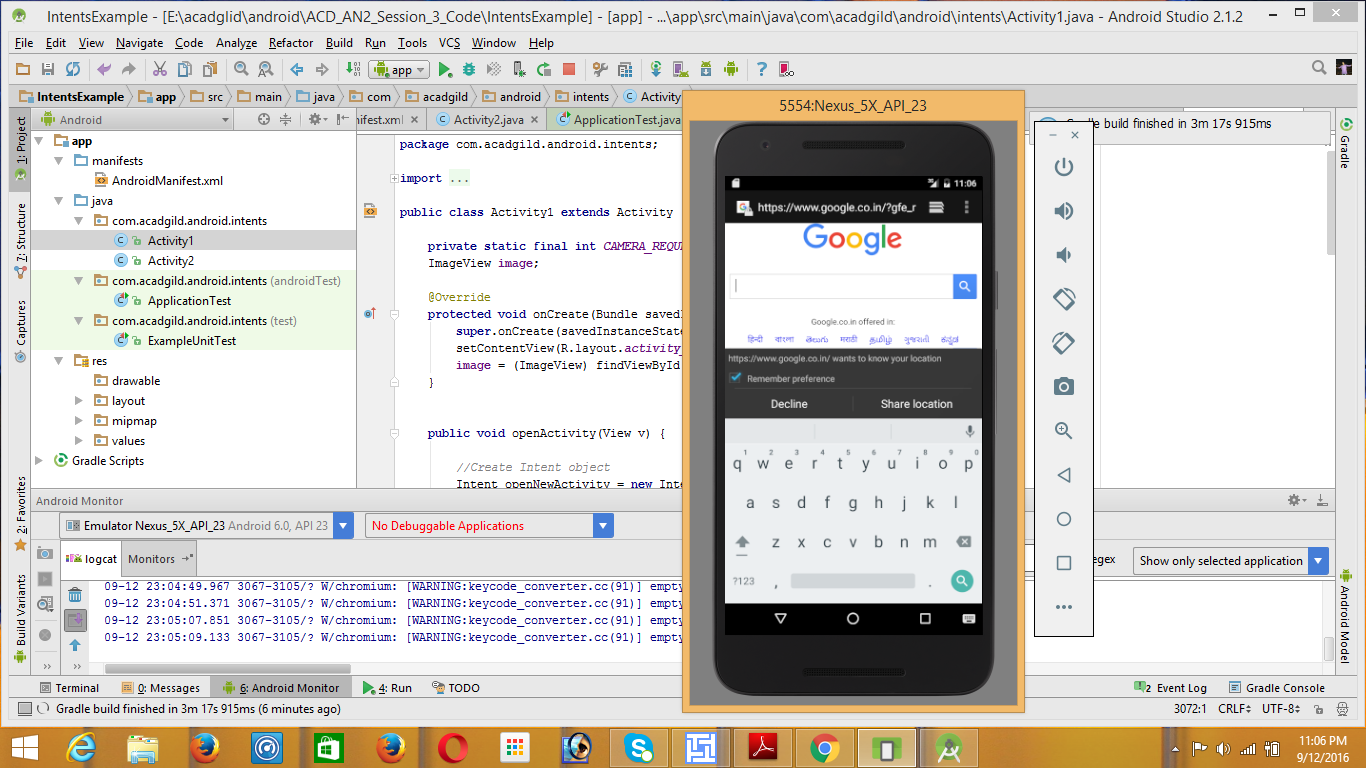 IntentsExample - [E:\acadglid\android\ACD_AN2_Session_3_Code\IntentsExample] - [app] - ...\app\src\main\java\com\acadgild\android\intents\Activity1.java - Android Studio 2.1.2
File Edit View Navigate Code Analyze Refactor Build Run Tools VCS Window Help
app
IntentsExample app src main java com acadgild android intents Activity
Android
nifest.xml Activity2.java ApplicationTest.java
1: Project
7: Structure
Captures
2: Favorites
Build Variants
app
manifests
AndroidManifest.xml
java
com.acadgild.android.intents
Activity1
Activity2
com.acadgild.android.intents (androidTest)
ApplicationTest
com.acadgild.android.intents (test)
ExampleUnitTest
res
drawable
layout
mipmap
values
Gradle Scripts
package com.acadgild.android.intents;
import ...
public class Activity1 extends Activity
private static final int CAMERA_REQU
ImageView image;
@Override
protected void onCreate(Bundle saved
super.onCreate(savedInstanceState
setContentView(R.layout.activity_
image = (ImageView) findViewById
}
public void openActivity(View v) {
//Create Intent object
Intent openNewActivity = new Inte
5554:Nexus_5X_API_23
11:06
https://www.google.co.in/?gfe_r
Google
Google.co.in offered in:
हिन्दी বাংলা తెలుగు मराठी தமிழ் ગુજરાતી ಕನ್ನಡ
https://www.google.co.in/ wants to know your location
Remember preference
Decline Share location
1 2 3 4 5 6 7 8 9 0
q w e r t y u i o p
a s d f g h j k l
z x c v b n m
?123 , .
Gradle build finished in 3m 17s 915ms
Gradle
Android Model
Android Monitor
Emulator Nexus_5X_API_23 Android 6.0, API 23
No Debuggable Applications
logcat Monitors
egex
Show only selected application
09-12 23:04:49.967 3067-3105/? W/chromium: [WARNING:keycode_converter.cc(91)] empty
09-12 23:04:51.371 3067-3105/? W/chromium: [WARNING:keycode_converter.cc(91)] empty
09-12 23:05:07.851 3067-3105/? W/chromium: [WARNING:keycode_converter.cc(91)] empty
09-12 23:05:09.133 3067-3105/? W/chromium: [WARNING:keycode_converter.cc(91)] empty
Terminal 0: Messages 6: Android Monitor 4: Run TODO
2 Event Log Gradle Console
Gradle build finished in 3m 17s 915ms (6 minutes ago)
3072:1 CRLF UTF-8
11:06 PM
9/12/2016